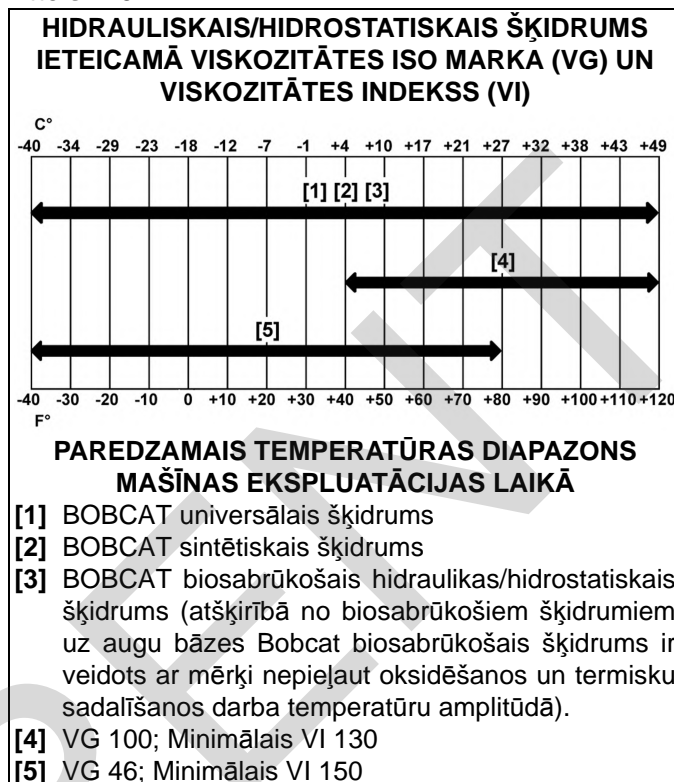 HIDRAULISKAIS/HIDROSTATISKAIS ŠĶIDRUMS
IETEICAMĀ VISKOZITĀTES ISO MARKA (VG) UN
VISKOZITĀTES INDEKSS (VI)
C°
-40 -34 -29 -23 -18 -12 -7 -1 +4 +10 +17 +21 +27 +32 +38 +43 +49
[1] [2] [3]
[4]
[5]
-40 -30 -20 -10 0 +10 +20 +30 +40 +50 +60 +70 +80 +90 +100 +110 +120
F°
PAREDZAMAIS TEMPERATŪRAS DIAPAZONS
MAŠĪNAS EKSPLUATĀCIJAS LAIKĀ
[1] BOBCAT universālais šķidrums
[2] BOBCAT sintētiskais šķidrums
[3] BOBCAT biosabrūkošais hidraulikas/hidrostatiskais
šķidrums (atšķirībā no biosabrūkošiem šķidrumiem
uz augu bāzes Bobcat biosabrūkošais šķidrums ir
veidots ar mērķi nepieļaut oksidēšanos un termisku
sadalīšanos darba temperatūru amplitūdā).
[4] VG 100; Minimālais VI 130
[5] VG 46; Minimālais VI 150